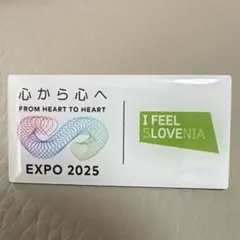 心から心へ
FROM HEART TO HEART
EXPO 2025
I FEEL
SLOVENIA